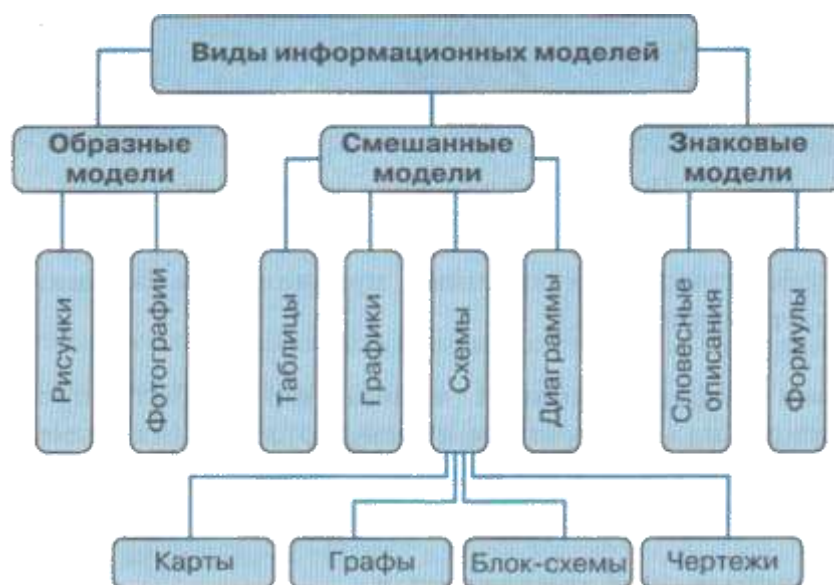 Виды информационных моделей
Образные
модели
Смешанные
модели
Знаковые
модели
Рисунки
Фотографии
Таблицы
Графики
Схемы
Диаграммы
Словесные
описания
Формулы
Карты
Графы
Блок-схемы
Чертежи